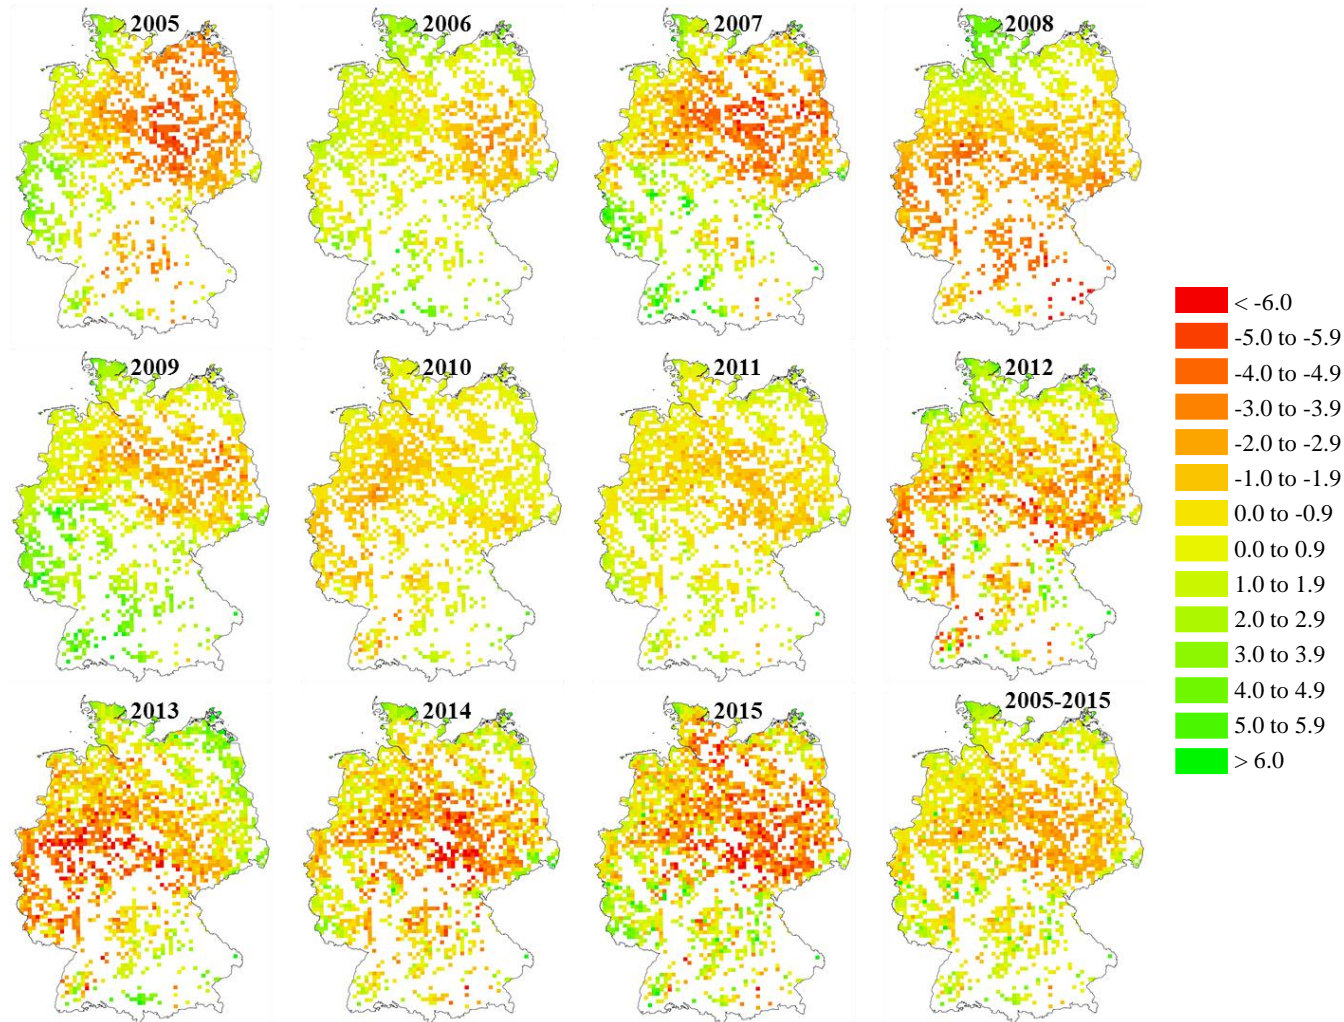 2005
2006
2007
2008
2009
2010
2011
2012
2013
2014
2015
2005-2015
< -6.0
-5.0 to -5.9
-4.0 to -4.9
-3.0 to -3.9
-2.0 to -2.9
-1.0 to -1.9
0.0 to -0.9
0.0 to 0.9
1.0 to 1.9
2.0 to 2.9
3.0 to 3.9
4.0 to 4.9
5.0 to 5.9
> 6.0